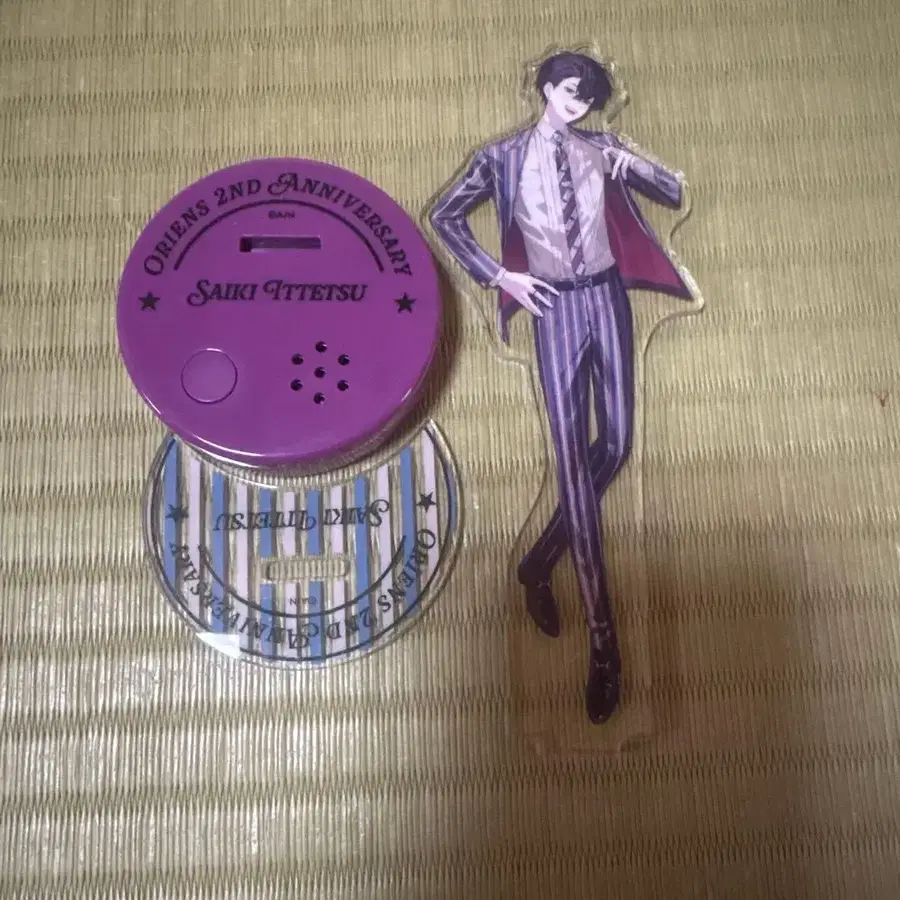 ORIENS 2ND ANNIVERSARY
©A/N
SAIKI ITTETSU
SAIKI ITTETSU
©A/N
ORIENS 2ND ANNIVERSARY